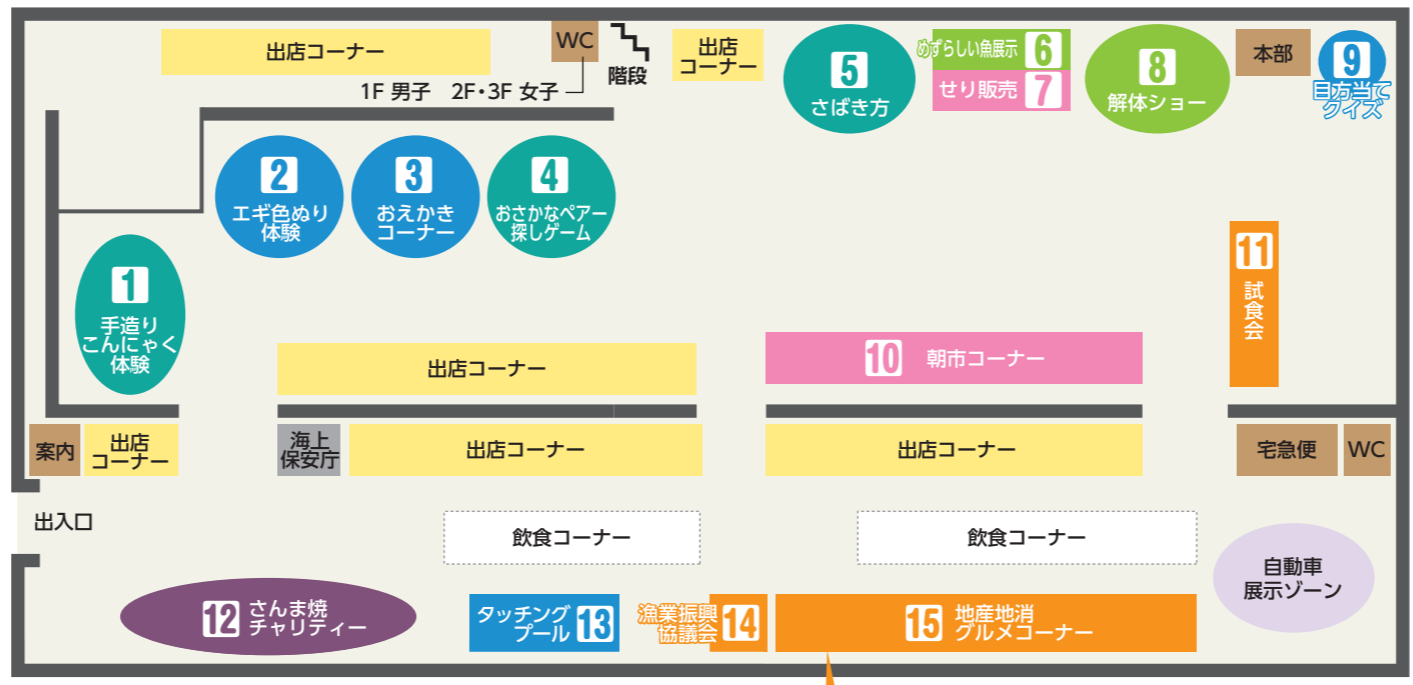 出店コーナー
WC
階段
1F 男子 2F・3F 女子
出店
コーナー
5
さばき方
めずらしい魚展示 6
せり販売 7
8
解体ショー
本部
9
目方当て
クイズ
2
エギ色ぬり
体験
3
おえかき
コーナー
4
おさかなペアー
探しゲーム
1
手造り
こんにゃく
体験
11
試食会
出店コーナー
10 朝市コーナー
案内
出店
コーナー
海上
保安庁
出店コーナー
出店コーナー
宅急便
WC
出入口
飲食コーナー
飲食コーナー
自動車
展示ゾーン
12 さんま焼
チャリティー
タッチング
プール 13
漁業振興
協議会 14
15 地産地消
グルメコーナー